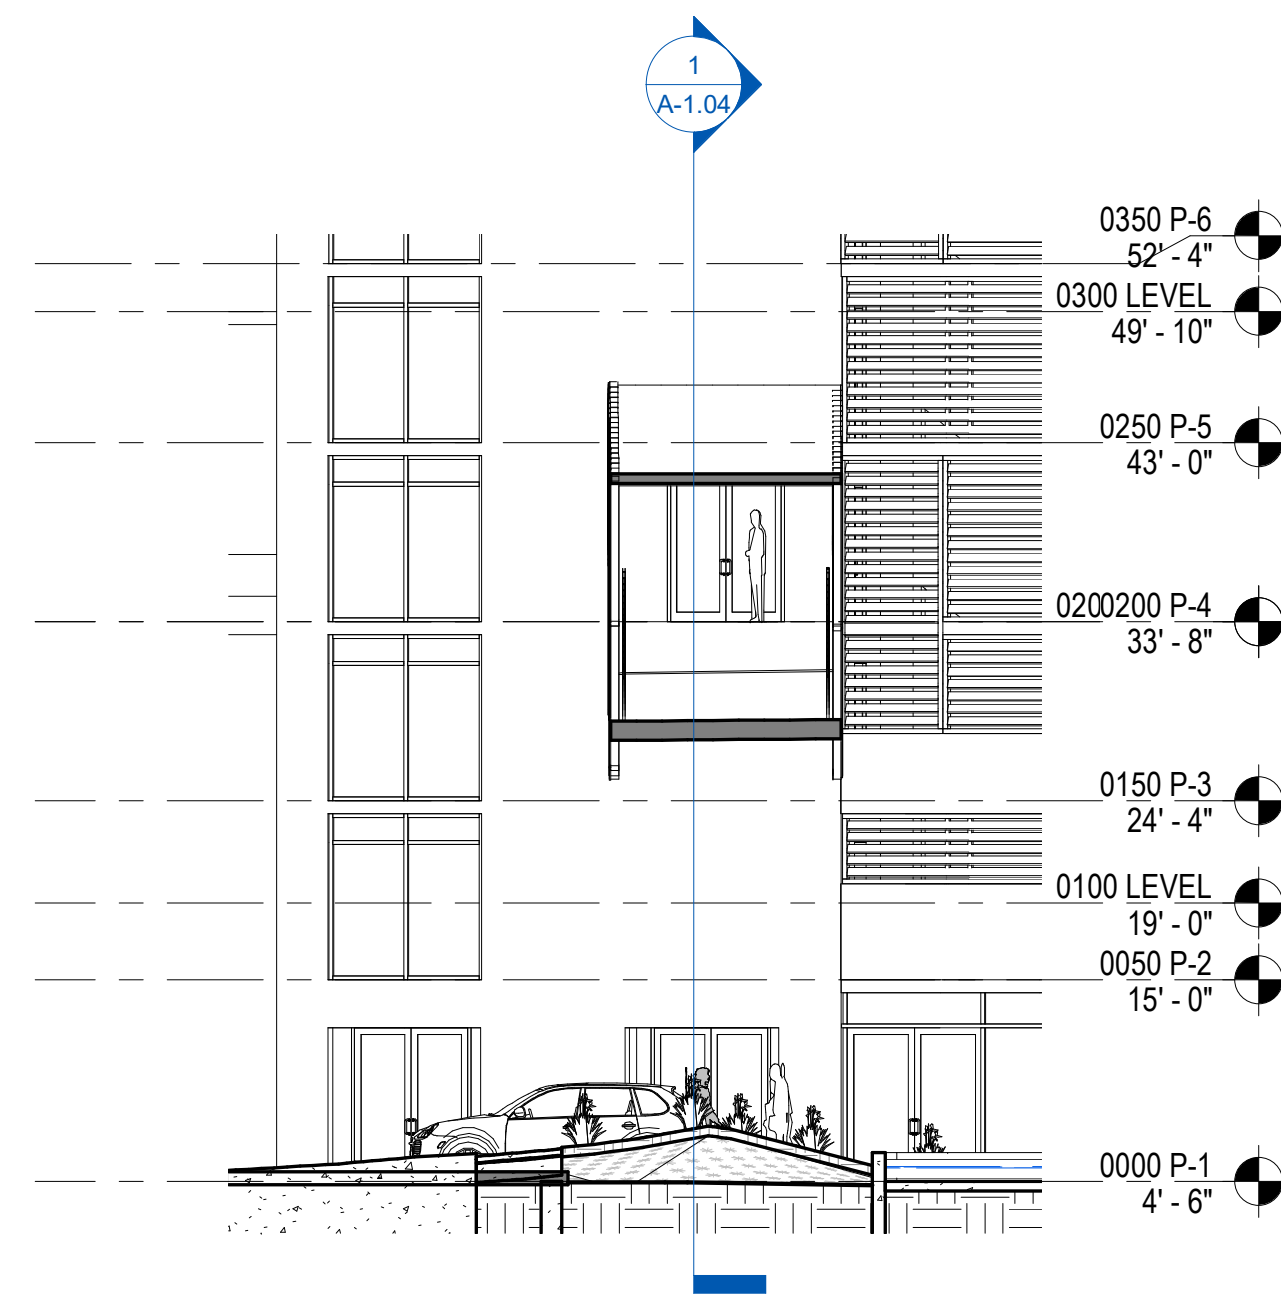 1
A-1.04
0350 P-6
52' - 4"
0300 LEVEL
49' - 10"
0250 P-5
43' - 0"
0200200 P-4
33' - 8"
0150 P-3
24' - 4"
0100 LEVEL
19' - 0"
0050 P-2
15' - 0"
0000 P-1
4' - 6"